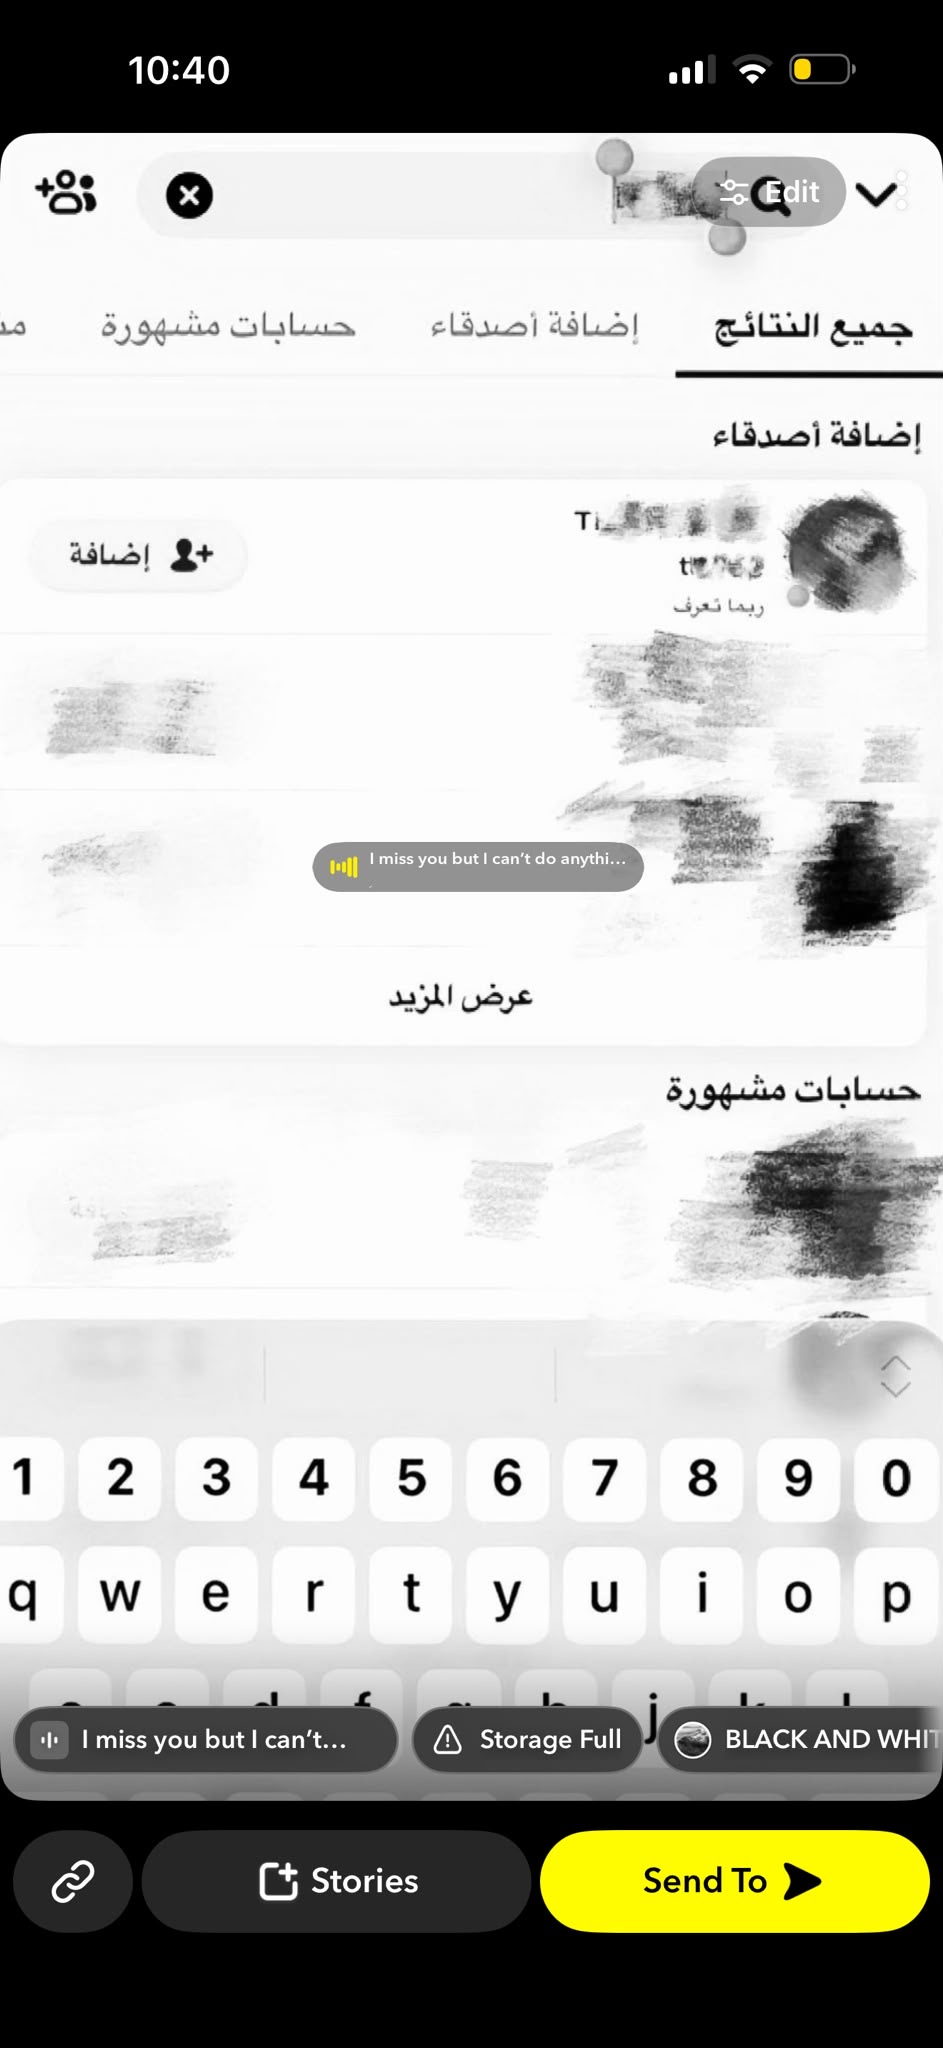 10:40
Edit
جميع النتائج
إضافة أصدقاء
حسابات مشهورة
إضافة أصدقاء
ربما تعرف
إضافة
I miss you but I can't do anythi...
عرض المزيد
حسابات مشهورة
1 2 3 4 5 6 7 8 9 0
q w e r t y u i o p
I miss you but I can't...
Storage Full
BLACK AND WHIT
Stories
Send To